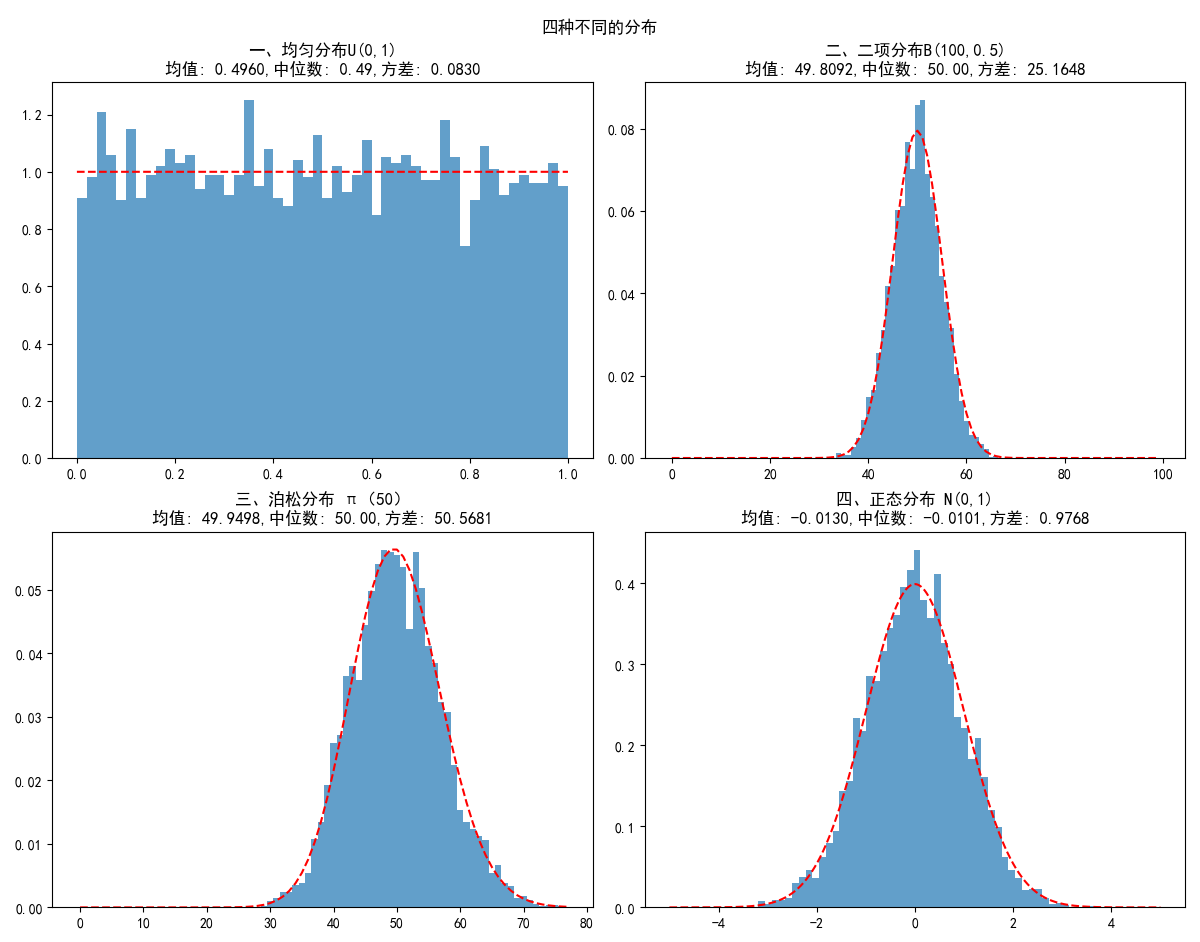 四种不同的分布
一、均匀分布U(0,1)
均值: 0.4960,中位数: 0.49,方差: 0.0830
1.2
1.0
0.8
0.6
0.4
0.2
0.0
0.0 0.2 0.4 0.6 0.8 1.0
二、二项分布B(100,0.5)
均值: 49.8092,中位数: 50.00,方差: 25.1648
0.08
0.06
0.04
0.02
0.00
0 20 40 60 80 100
三、泊松分布 π（50）
均值: 49.9498,中位数: 50.00,方差: 50.5681
0.05
0.04
0.03
0.02
0.01
0.00
0 10 20 30 40 50 60 70 80
四、正态分布 N(0,1)
均值: -0.0130,中位数: -0.0101,方差: 0.9768
0.4
0.3
0.2
0.1
0.0
-4 -2 0 2 4